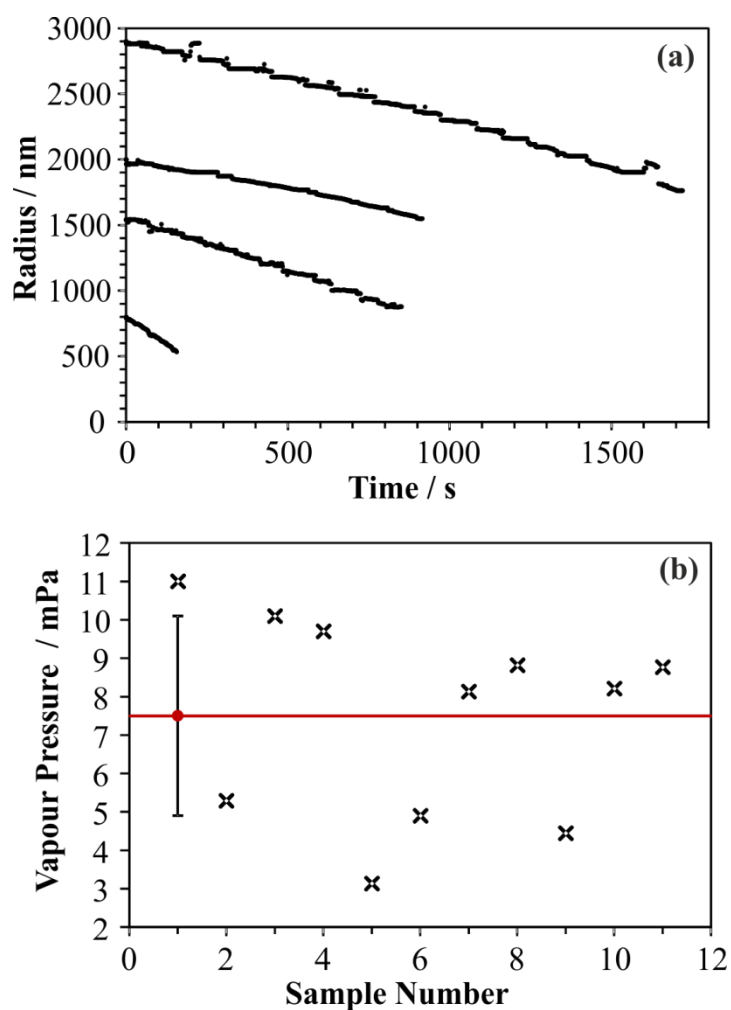 (a)
3000
2500
2000
1500
1000
500
0
Radius / nm
0 500 1000 1500
Time / s
(b)
12
11
10
9
8
7
6
5
4
3
2
Vapour Pressure / mPa
0 2 4 6 8 10 12
Sample Number